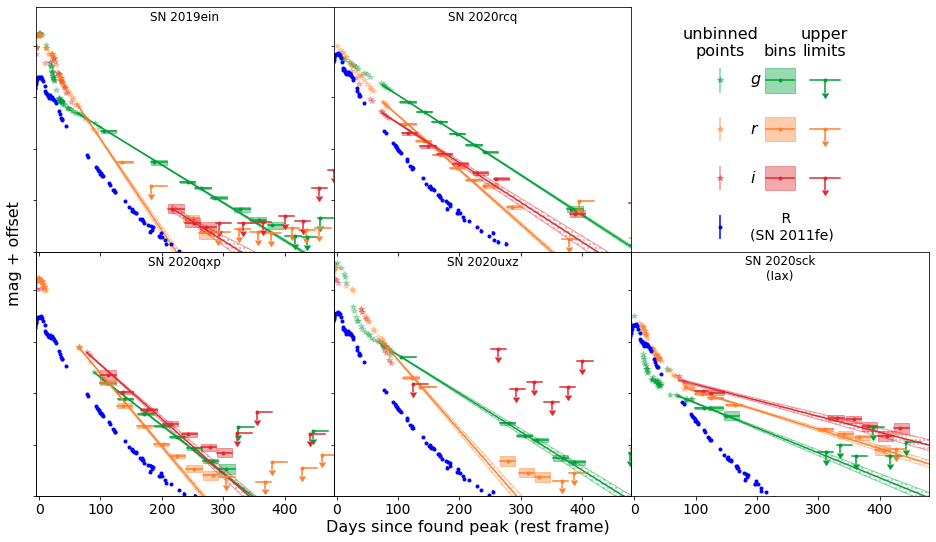 SN 2019ein
SN 2020rcq
unbinned points
bins
upper limits
g
r
i
R
(SN 2011fe)
mag + offset
SN 2020qxp
SN 2020uxz
SN 2020sck
(Iax)
0 100 200 300 400
0 100 200 300 400
0 100 200 300 400
Days since found peak (rest frame)